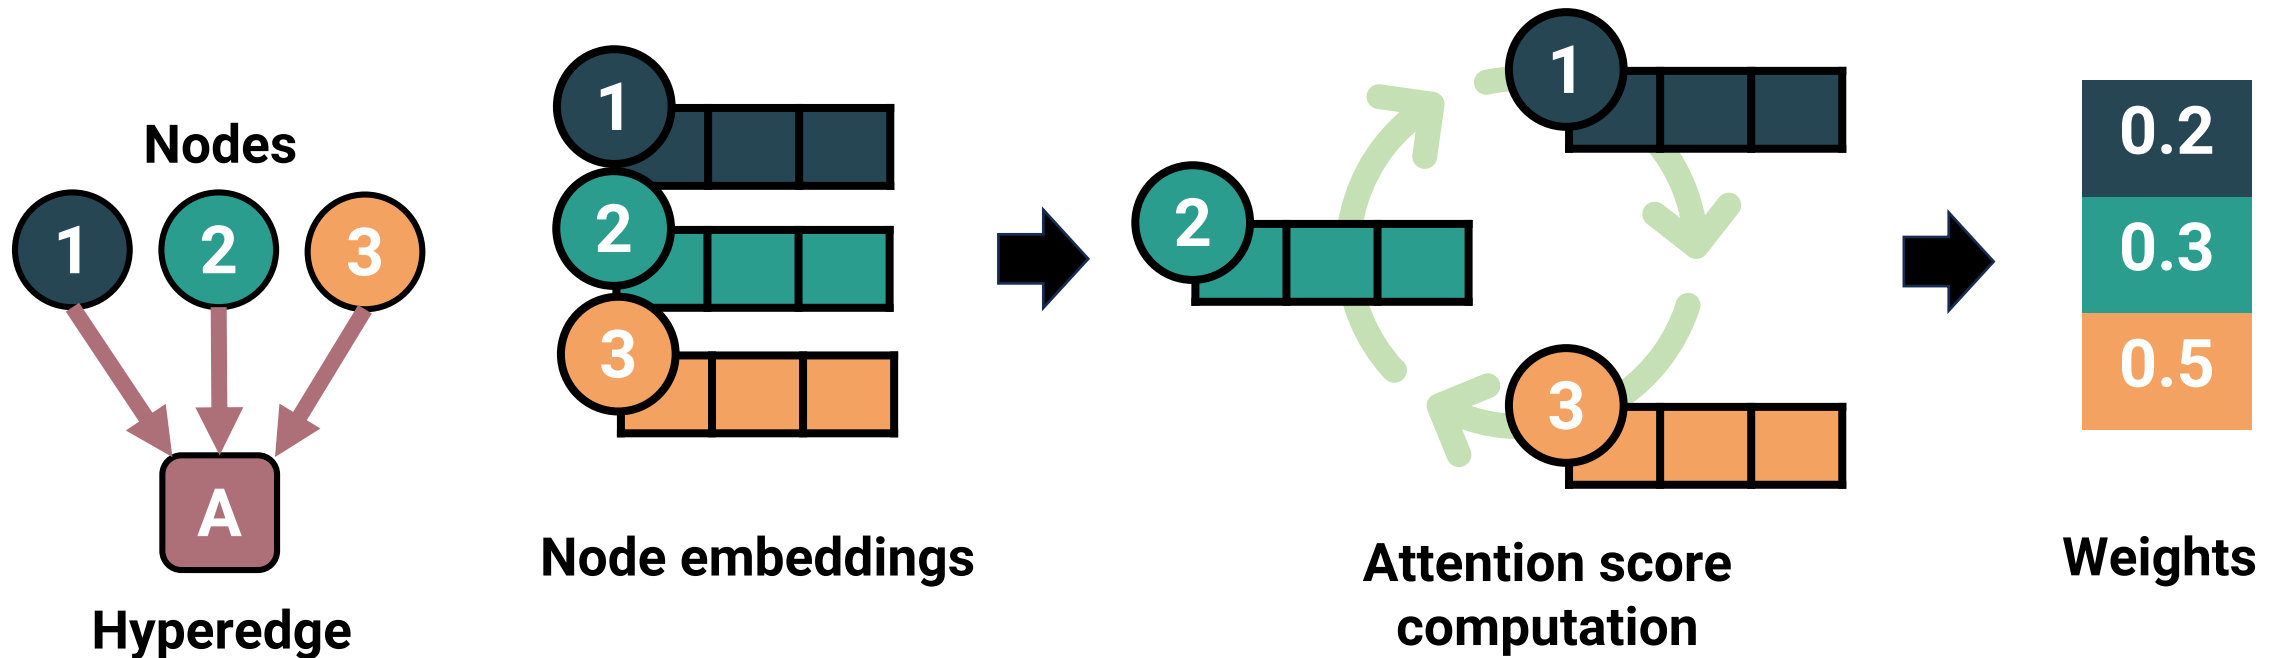 Nodes
1 2 3
A
Hyperedge
1
2
3
Node embeddings
1
2
3
Attention score
computation
0.2
0.3
0.5
Weights